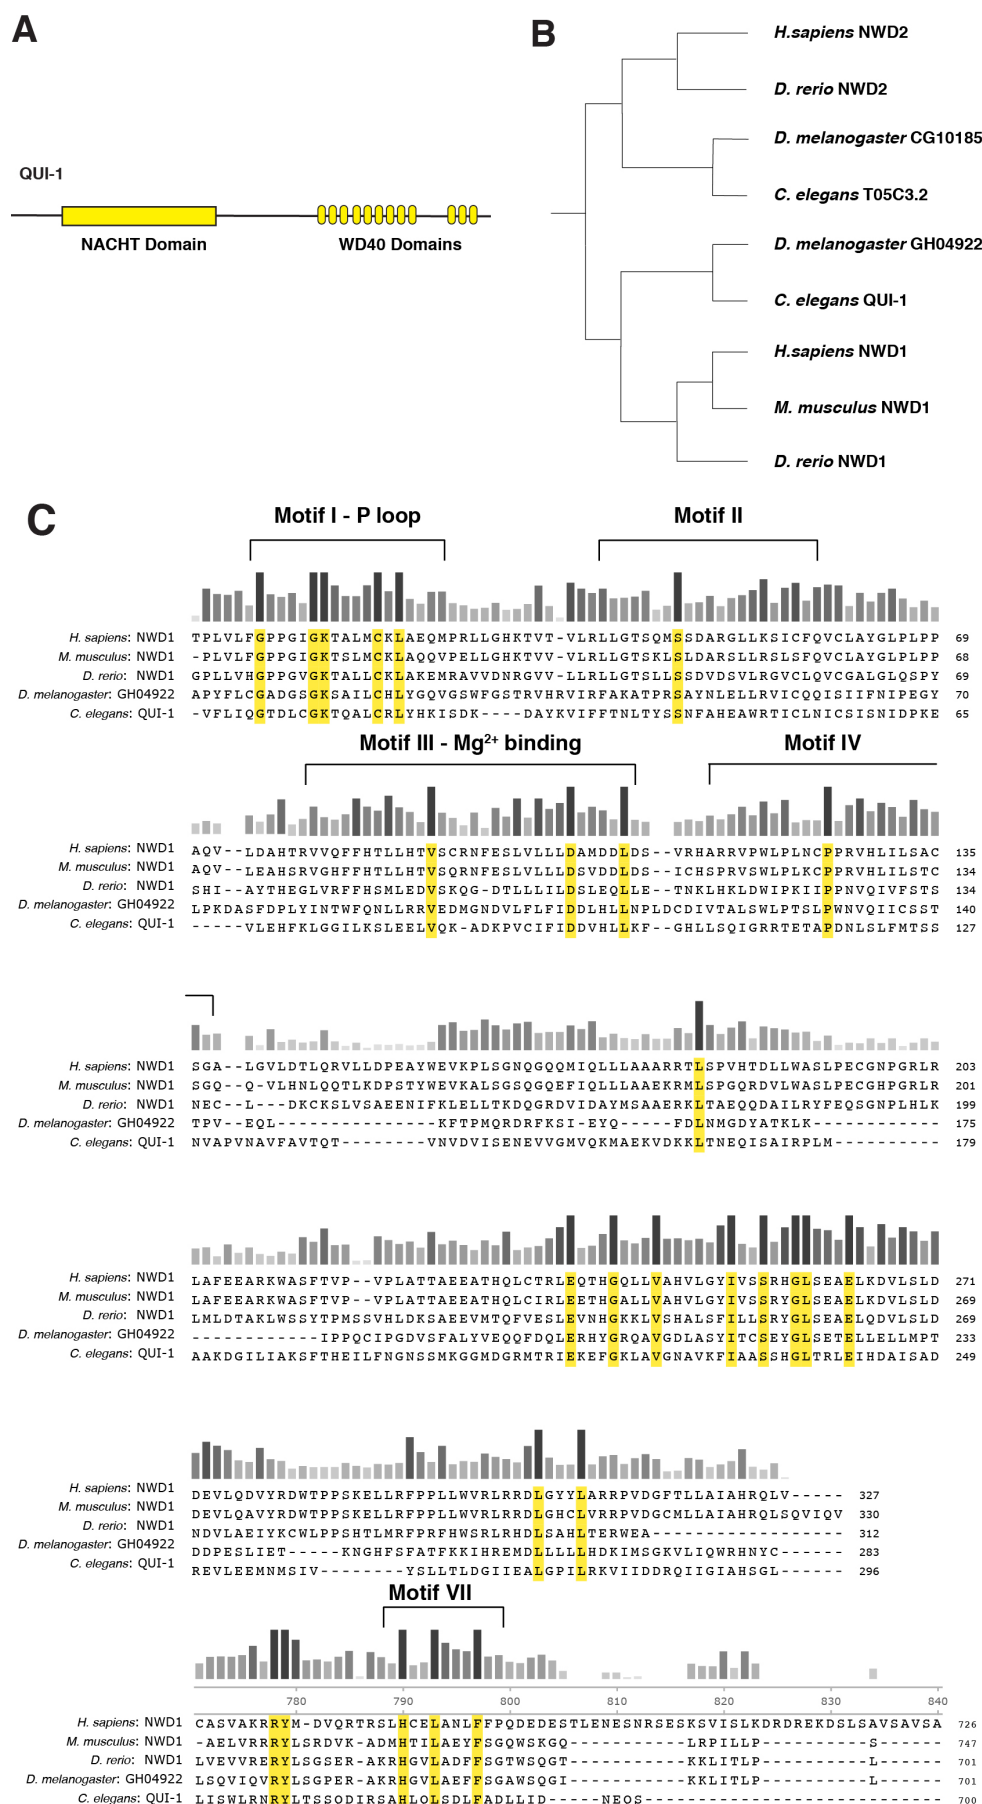 A
QUI-1
NACHT Domain
WD40 Domains
B
H.sapiens NWD2
D. rerio NWD2
D. melanogaster CG10185
C. elegans T05C3.2
D. melanogaster GH04922
C. elegans QUI-1
H.sapiens NWD1
M. musculus NWD1
D. rerio NWD1
C
Motif I - P loop
Motif II
H. sapiens: NWD1 TPLVLFGPPGIGKTALMCKLAEQMPRLLGHKTVT-VLRLLGTSQMSSDARGLLKSICFQVCLAYGLPLPP 69
M. musculus: NWD1 -PLVLFGPPGIGKTSLMCKLAQQVPELLGHKTVV-VLRLLGTSKLSLDARSLLRSLSFQVCLAYGLPLPP 68
D. rerio: NWD1 GPLLVHGPPGVGKTALLCKLAKEMRAVVDNRGVV-LLRLLGTSLLSSDVDSVLRGVCLQVCGALGLQSPY 69
D. melanogaster: GH04922 APYFLCGADGSGKSAILCHLYGQVGSWFGSTRVHRVIRFAKATPRSAYNLELLRVICQQISIIFNIPEGY 70
C. elegans: QUI-1 -VFLIQGTDLCGKTQALCRLYHKISDK----DAYKVIFFTNLTYSSNFAHEAWRTICLNICSISNIDPKE 65
Motif III - Mg2+ binding
Motif IV
H. sapiens: NWD1 AQV--LDAHTRVVQFFHTLLHTVSCRNFESLVLLLDAMDDLDS--VRHARRVPWLPLNCPPRVHLILSAC 135
M. musculus: NWD1 AQV--LEAHSRVGHFFHTLLHTVSQRNFESLVLLLDSVDDLDS--ICHSPRVSWLPLKCPPRVHLILSTC 134
D. rerio: NWD1 SHI--AYTHEGLVRFFHSMLEDVSKQG-DTLLLILDSLEQLLE--TNKLHKLDWIPKIIPPNVQIVFSTS 134
D. melanogaster: GH04922 LPKDASFDPLYINTWFQNLLRRVEDMGNDVLFLFIDDLHLLNPLDCDIVTALSWLPTSLPWNVQIICSST 140
C. elegans: QUI-1 -----VLEHFKLGGILKSLEELVQK-ADKPVCIFIDDVHLLKF--GHLLSQIGRRTETAPDNLSLFMTSS 127
H. sapiens: NWD1 SGA--LGVLDTLQRVLLDPEAYWEVKPLSGNQGQQMIQLLLAAARRTLSPVHTDLLWASLPECGNPGRLR 203
M. musculus: NWD1 SGQ--Q-VLHNLQQTLKDPSTYWEVKALSGSQGQEFIQLLLAAEKRMLSPGQRDVLWASLPECGHPGRLR 201
D. rerio: NWD1 NEC--L---DKCKSLVSAEENIFKLELLTKDQGRDVIDAYMSAAERKLTAEQQDAILRYFEQSGNPLHLK 199
D. melanogaster: GH04922 TPV--EQL---------------KFTPMQRDRFKSI-EYQ-----FDLNMGDYATKLK------------ 175
C. elegans: QUI-1 NVAPVNAVFAVTQT---------VNVDVISENEVVGMVQKMAEKVDKKLTNEQISAIRPLM---------- 179
H. sapiens: NWD1 LAFEEARKWASFTVP--VPLATTAEEATHQLCTRLEQTHGQLLVAHVLGYIVSSRHGLSEAELKDVLSLD 271
M. musculus: NWD1 LAFEEARKWASFTVP--VPLATTAEEATHQLCIRLEETHGALLVAHVLGYIVSSRYGLSEAELKDVLSLD 269
D. rerio: NWD1 LMLDTAKLWSSYTPMSSVHLDKSAEEVMTQFVESLEVNHGKVLVSHALSFILLSRYGLSEAELKDVLSLD 269
D. melanogaster: GH04922 ------------IPPQCIPGDVSFALYVEQQFDQLERHYGRQAVGDLASYITCSEYGLSETELLELLMPT 233
C. elegans: QUI-1 AAKDGILIAKSFTHEILFNGNSSMKGGMDGRMTRIEKEFGKLAVGNAVKFIAASSHGLTRLEIHDAISAD 249
H. sapiens: NWD1 DEVLQDVYRDWTPPSKELLRFPPLLWVRLRRDLGYYLARRPVDGFTLLAIAHRQLV----- 327
M. musculus: NWD1 DEVLQAVYRDWTPPSKELLRFPPLLWVRLRRDLGHCLVRRPVDGCMLLAIAHRQLSQVIQV 330
D. rerio: NWD1 NDVLAEIYKCWLPPSHTLMRFPRFHWSRLRHDLSAHLTERWEA------------------ 312
D. melanogaster: GH04922 DDPESLIET-----KNGHFSFATFKKIHREMDLLLLLHDKIMSGKVLIQWRHNYC------ 283
C. elegans: QUI-1 REVLEEMNMSIV--------YSLLTLDGIIEALGPILRKVIIDDRQIIGIAHSGL------ 296
Motif VII
780 790 800 810 820 830 840
H. sapiens: NWD1 CASVAKRRYM-DVQRTRSLHCELANLFFPQDEDESTLENESNRSESKSVISLKDRDREKDSLSAVSAVSA 726
M. musculus: NWD1 -AELVRRRYLSRDVK-ADMHTILAEYFSGQWSKGQ-----------LRPILLP----------S------ 747
D. rerio: NWD1 LVEVVRERYLSGSER-AKRHGVLADFFSGTWSQGT-----------KKLITLP----------L------ 701
D. melanogaster: GH04922 LSQVIQVRYLSGPER-AKRHGVLAEFFSGAWSQGI-----------KKLITLP----------L------ 701
C. elegans: QUI-1 LISWLRNRYLTSSODIRSAHLOLSDLFADLLID-----NEOS---------------------------- 700